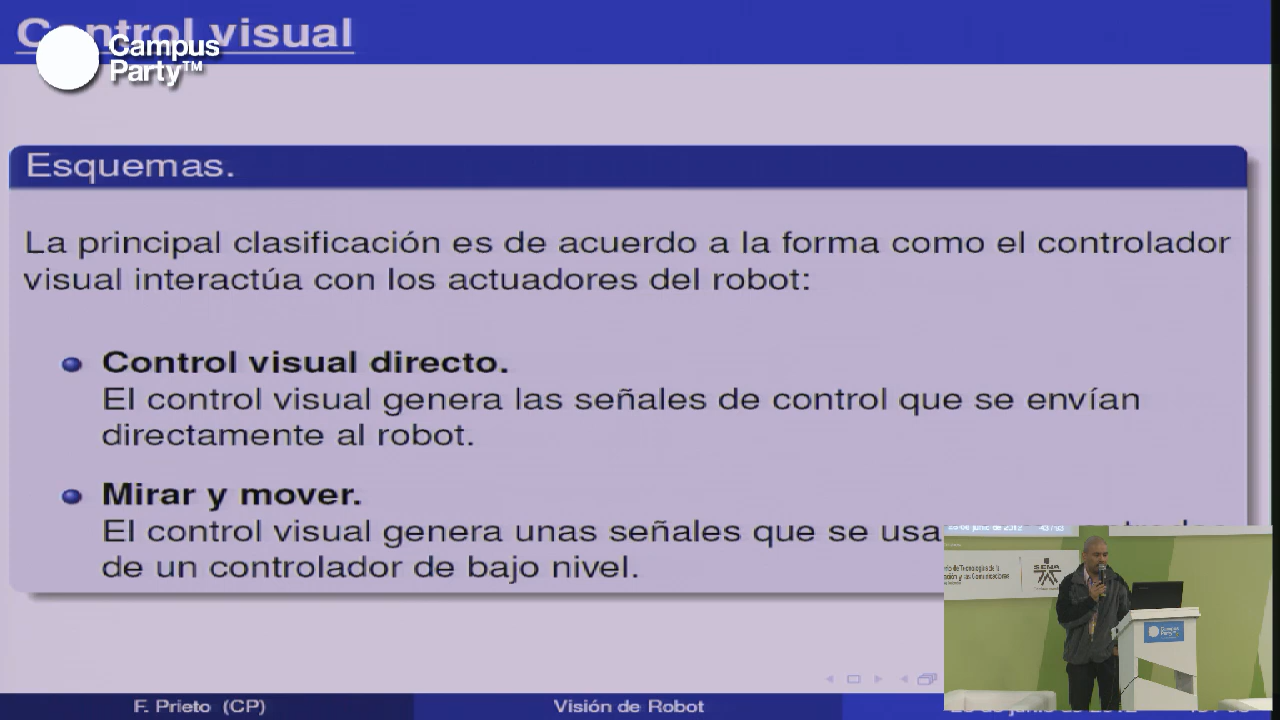 Control visual
Campus
Party™
Esquemas.
La principal clasificación es de acuerdo a la forma como el controlador
visual interactúa con los actuadores del robot:
Control visual directo.
El control visual genera las señales de control que se envían
directamente al robot.
Mirar y mover.
El control visual genera unas señales que se usa
de un controlador de bajo nivel.
SENA
Campus
Party
F. Prieto (CP)
Visión de Robot